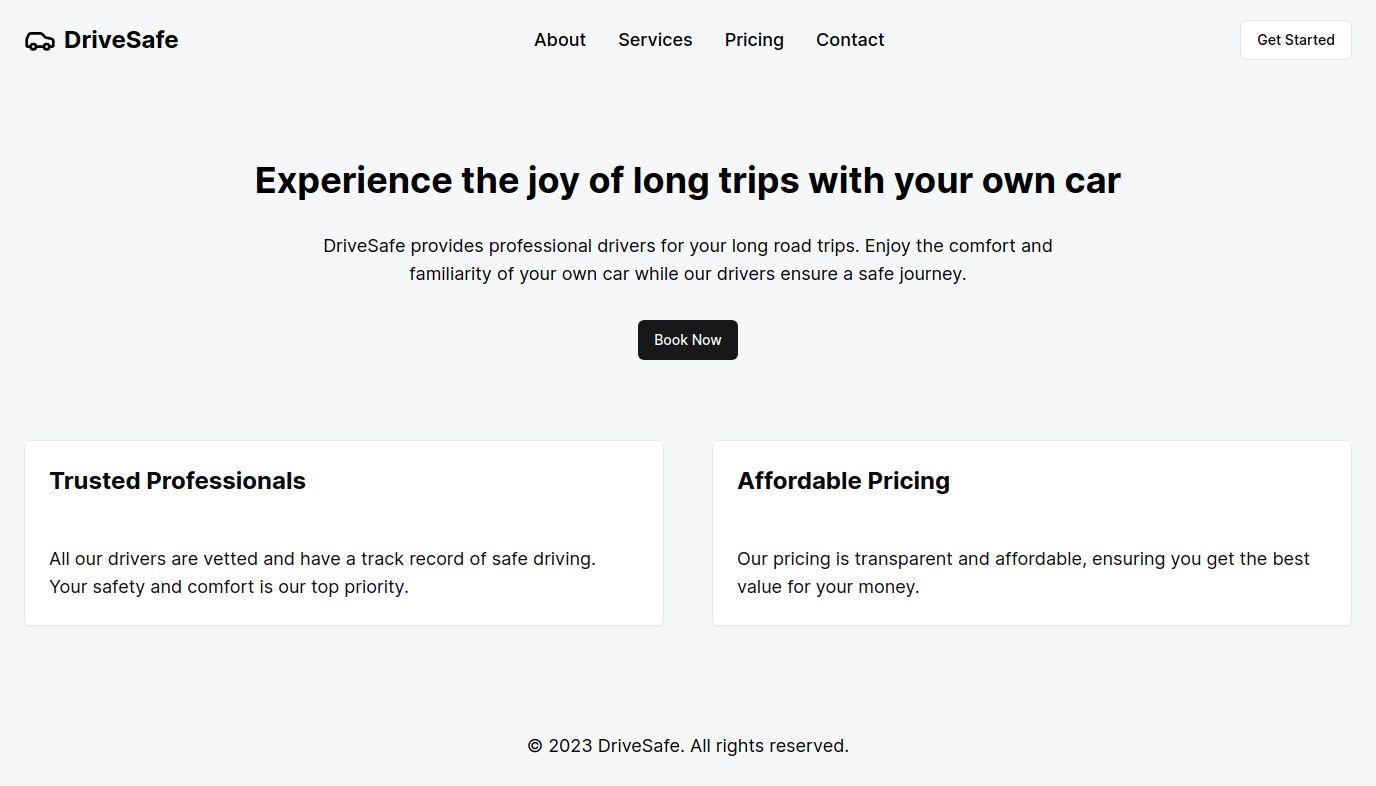 DriveSafe
About
Services
Pricing
Contact
Get Started
Experience the joy of long trips with your own car
DriveSafe provides professional drivers for your long road trips. Enjoy the comfort and
familiarity of your own car while our drivers ensure a safe journey.
Book Now
Trusted Professionals
All our drivers are vetted and have a track record of safe driving.
Your safety and comfort is our top priority.
Affordable Pricing
Our pricing is transparent and affordable, ensuring you get the best
value for your money.
© 2023 DriveSafe. All rights reserved.